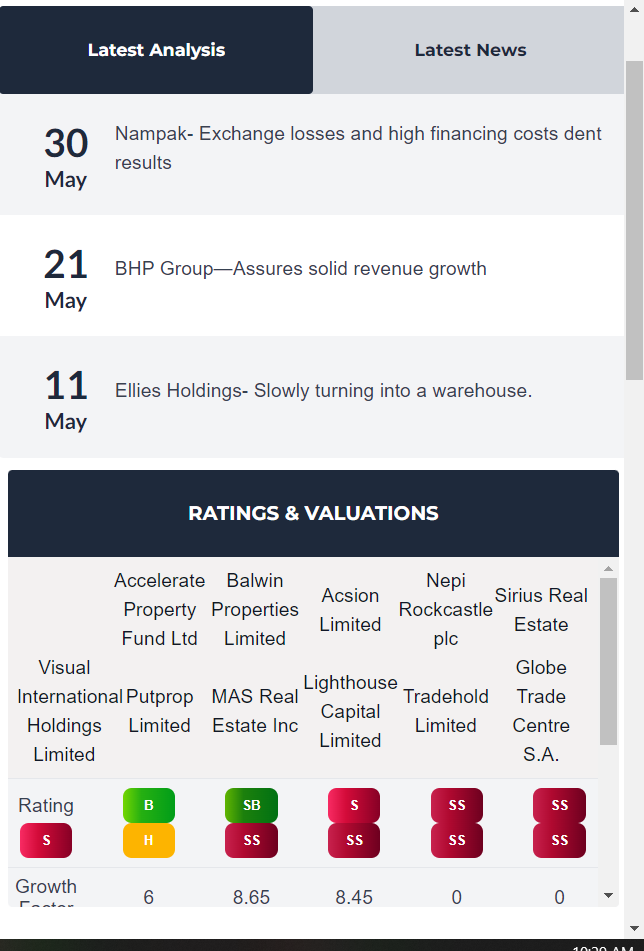 Latest Analysis
Latest News
30
May
Nampak- Exchange losses and high financing costs dent
results
21
May
BHP Group—Assures solid revenue growth
11
May
Ellies Holdings- Slowly turning into a warehouse.
RATINGS & VALUATIONS
Accelerate
Property
Fund Ltd
Balwin
Properties
Limited
Acsion
Limited
Nepi
Rockcastle
plc
Sirius Real
Estate
Visual
International
Holdings
Limited
Putprop
Limited
MAS Real
Estate Inc
Lighthouse
Capital
Limited
Tradehold
Limited
Globe
Trade
Centre
S.A.
Rating
B
SB
S
SS
SS
S
H
SS
SS
SS
SS
Growth
Factor
6
8.65
8.45
0
0